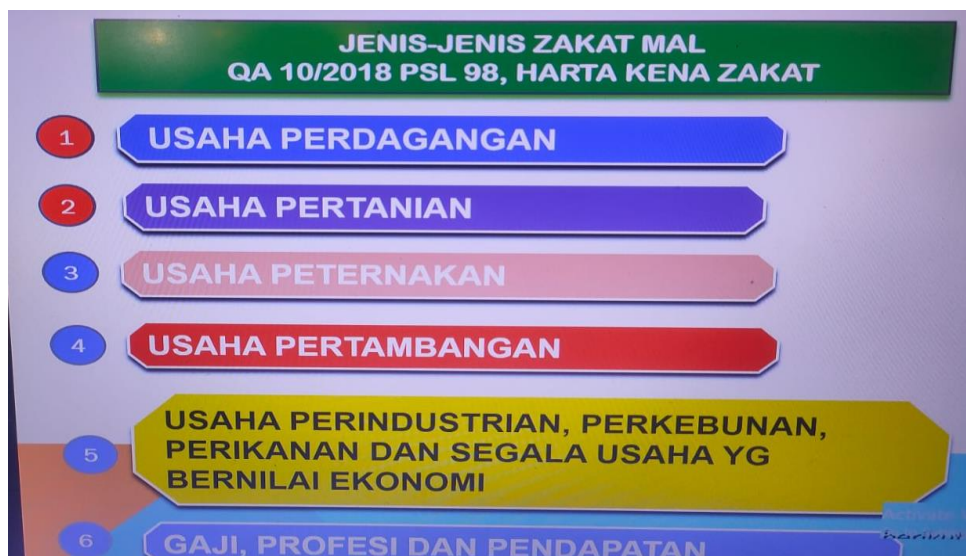 JENIS-JENIS ZAKAT MAL
QA 10/2018 PSL 98, HARTA KENA ZAKAT
1 USAHA PERDAGANGAN
2 USAHA PERTANIAN
3 USAHA PETERNAKAN
4 USAHA PERTAMBANGAN
5 USAHA PERINDUSTRIAN, PERKEBUNAN,
PERIKANAN DAN SEGALA USAHA YG
BERNILAI EKONOMI
6 GAJI, PROFESI DAN PENDAPATAN
Activate